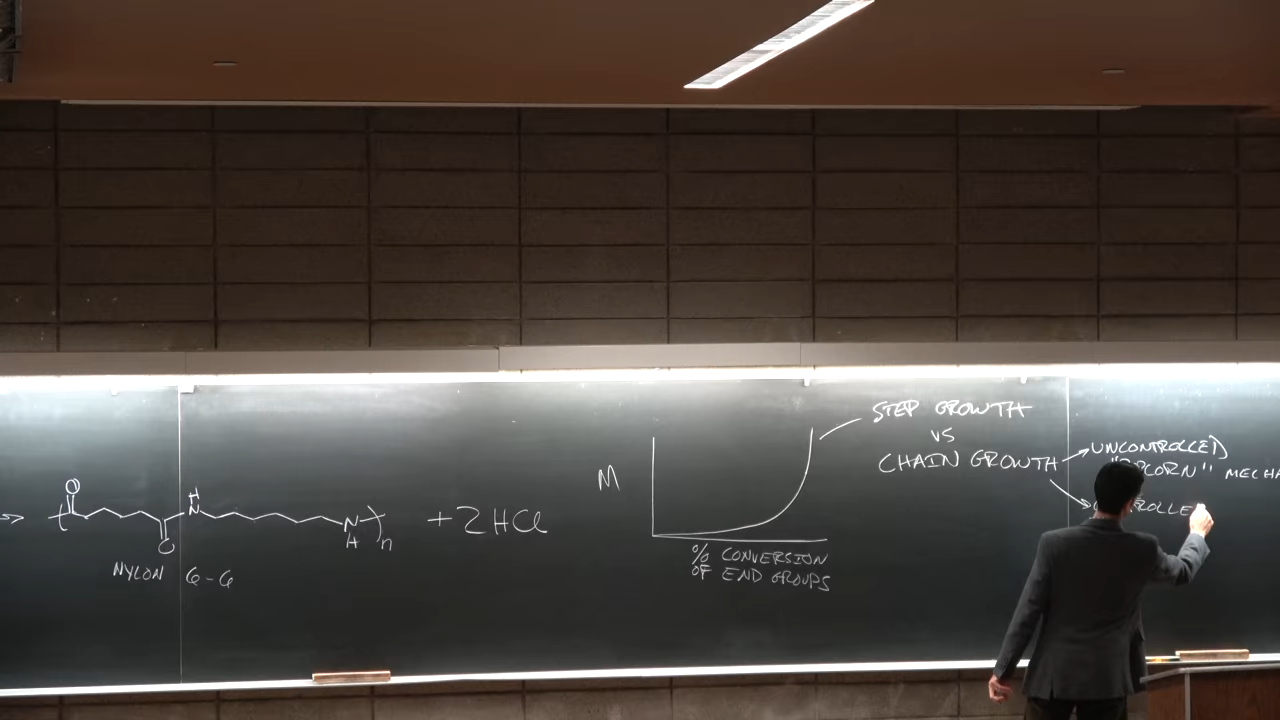 O
H
N
O
N
H
n
+ 2HCl
NYLON 6-6
M
% CONVERSION
OF END GROUPS
STEP GROWTH
VS
CHAIN GROWTH
UNCONTROLLED
MECHA